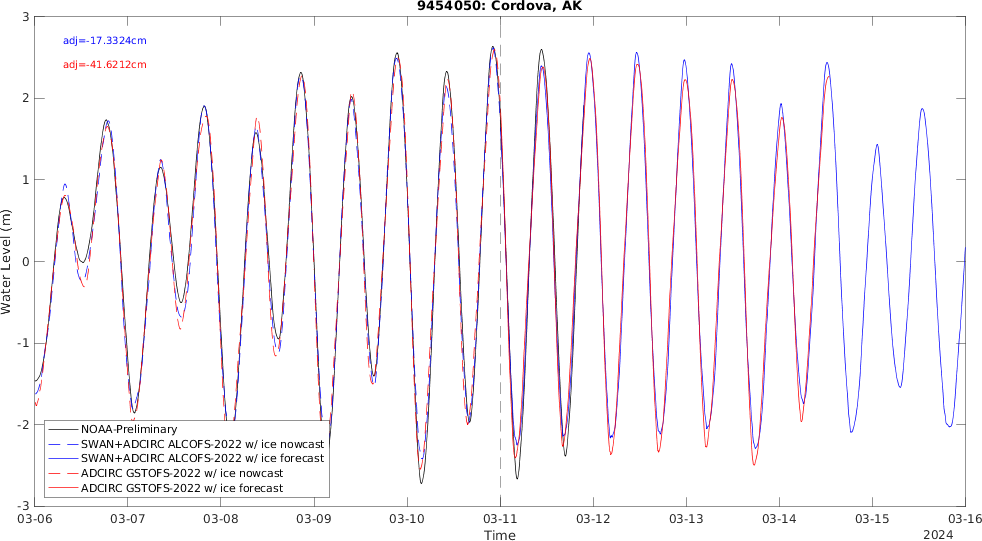 9454050: Cordova, AK
adj=-17.3324cm
adj=-41.6212cm
3
2
1
0
-1
-2
-3
Water Level (m)
NOAA-Preliminary
SWAN+ADCIRC ALCOFS-2022 w/ ice nowcast
SWAN+ADCIRC ALCOFS-2022 w/ ice forecast
ADCIRC GSTOFS-2022 w/ ice nowcast
ADCIRC GSTOFS-2022 w/ ice forecast
03-06 03-07 03-08 03-09 03-10 03-11 03-12 03-13 03-14 03-15 03-16
Time
2024